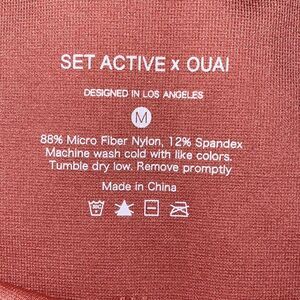 SET ACTIVE x OUAI
DESIGNED IN LOS ANGELES
M
88% Micro Fiber Nylon, 12% Spandex
Machine wash cold with like colors.
Tumble dry low. Remove promptly
Made in China